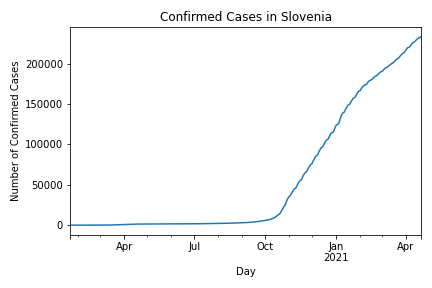 Confirmed Cases in Slovenia
Number of Confirmed Cases
200000
150000
100000
50000
0
Apr
Jul
Oct
Jan
2021
Apr
Day